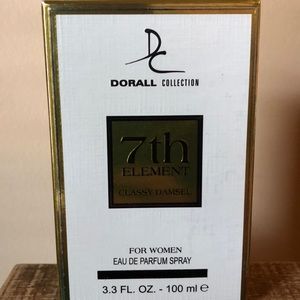 DC
DORALL COLLECTION
7th
ELEMENT
CLASSY DAMSEL
FOR WOMEN
EAU DE PARFUM SPRAY
3.3 FL. OZ. - 100 ml ℮